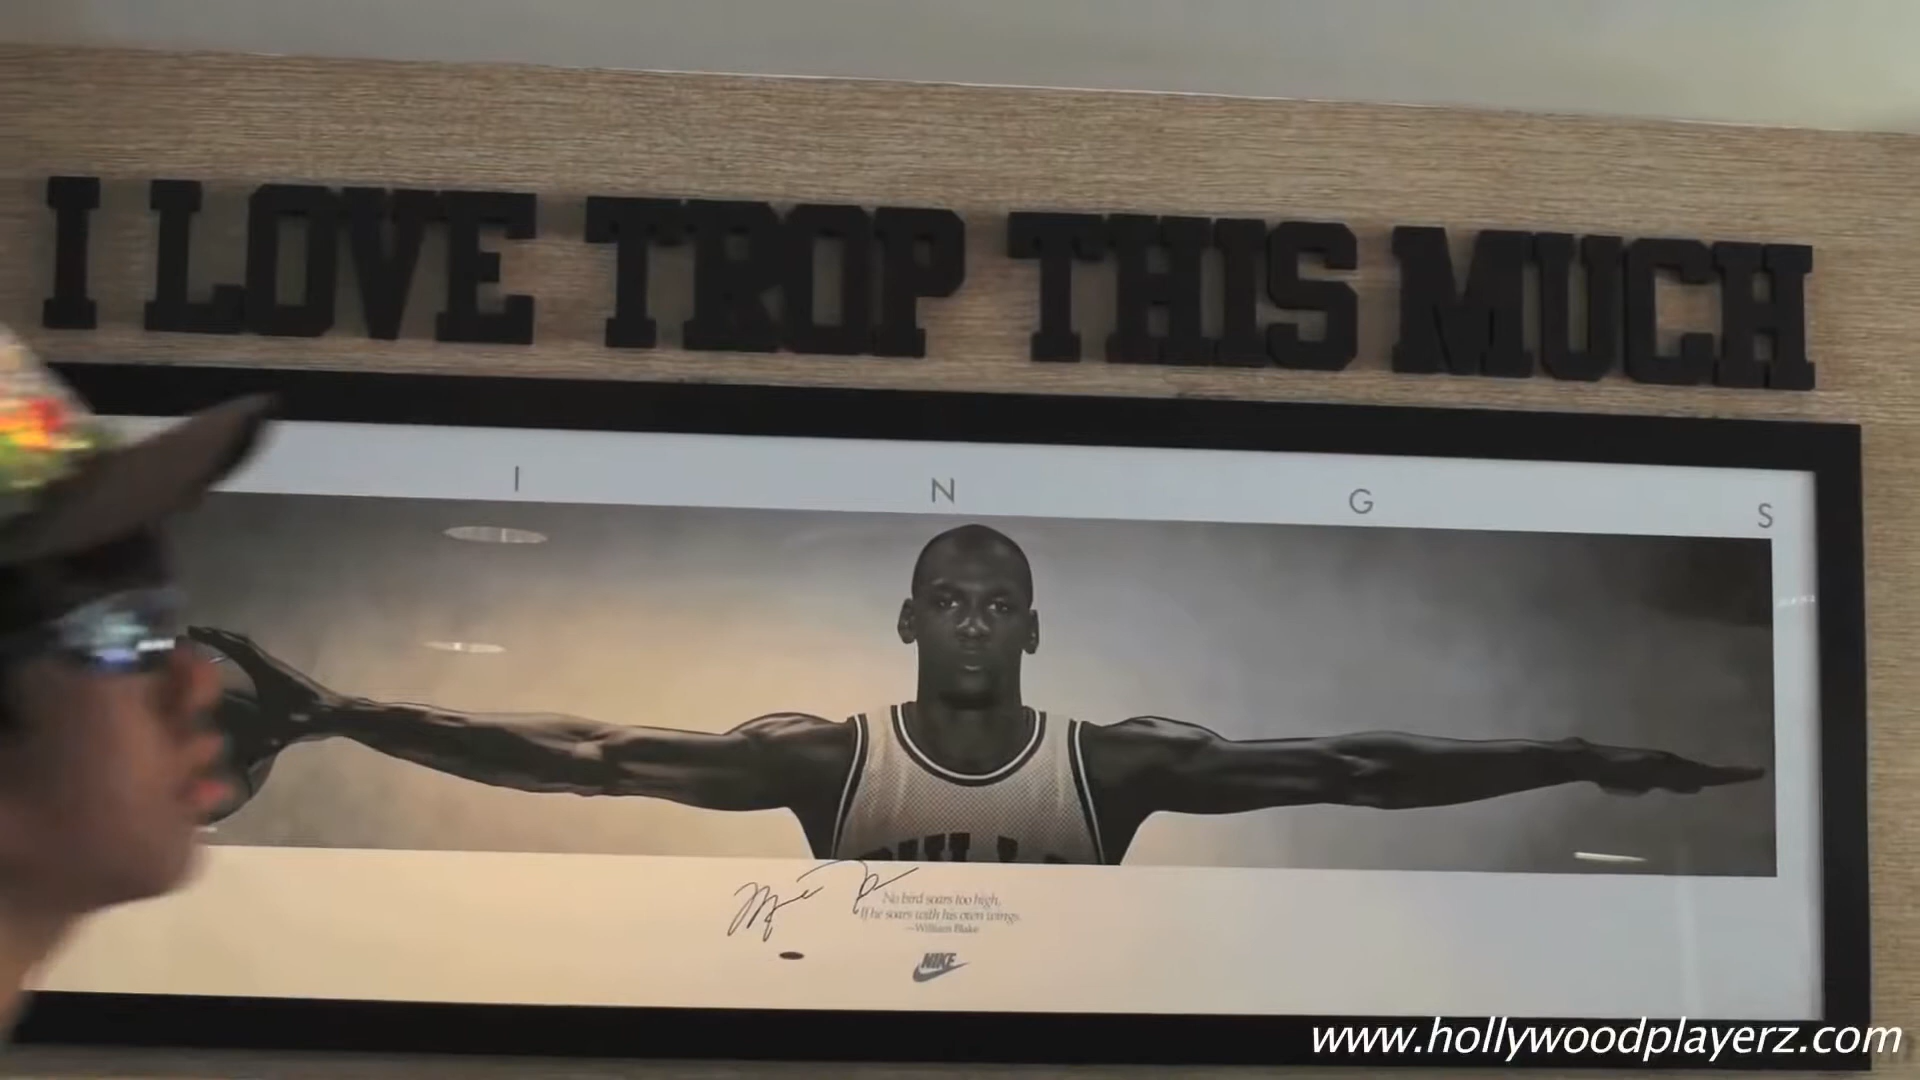 I LOVE TROP THIS MUCH
I N G S
No bird soars too high,
If he soars with his own wings.
—William Blake
NIKE
www.hollywoodplayerz.com